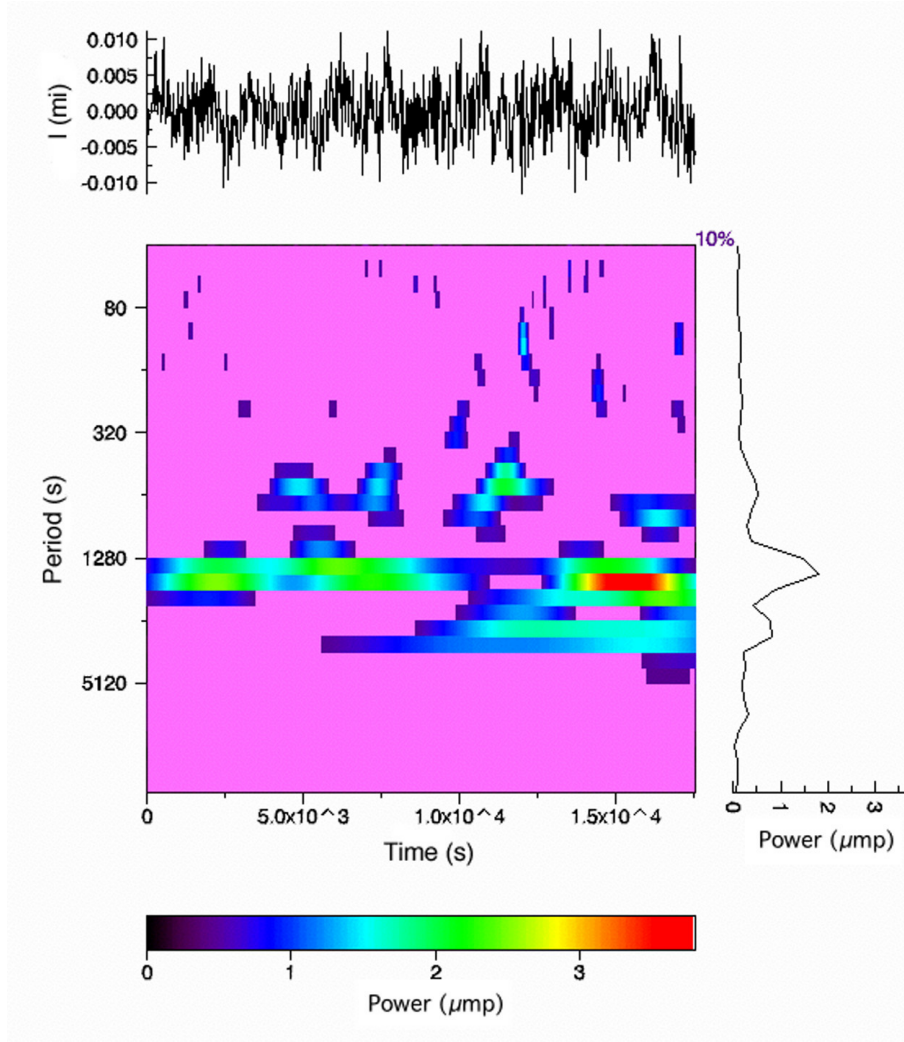 0.010
0.005
0.000
-0.005
-0.010
I (mi)
10%
80
320
1280
5120
Period (s)
0
5.0x10^3
1.0x10^4
1.5x10^4
Time (s)
0
1
2
3
Power (μmp)
0
1
2
3
Power (μmp)